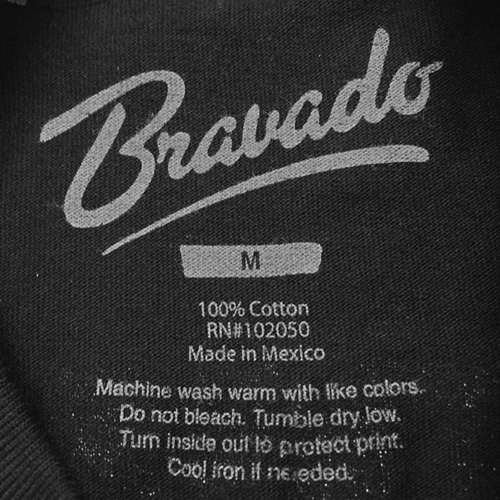 Bravado
M
100% Cotton
RN#102050
Made in Mexico
Machine wash warm with like colors.
Do not bleach. Tumble dry low.
Turn inside out to protect print.
Cool iron if needed.